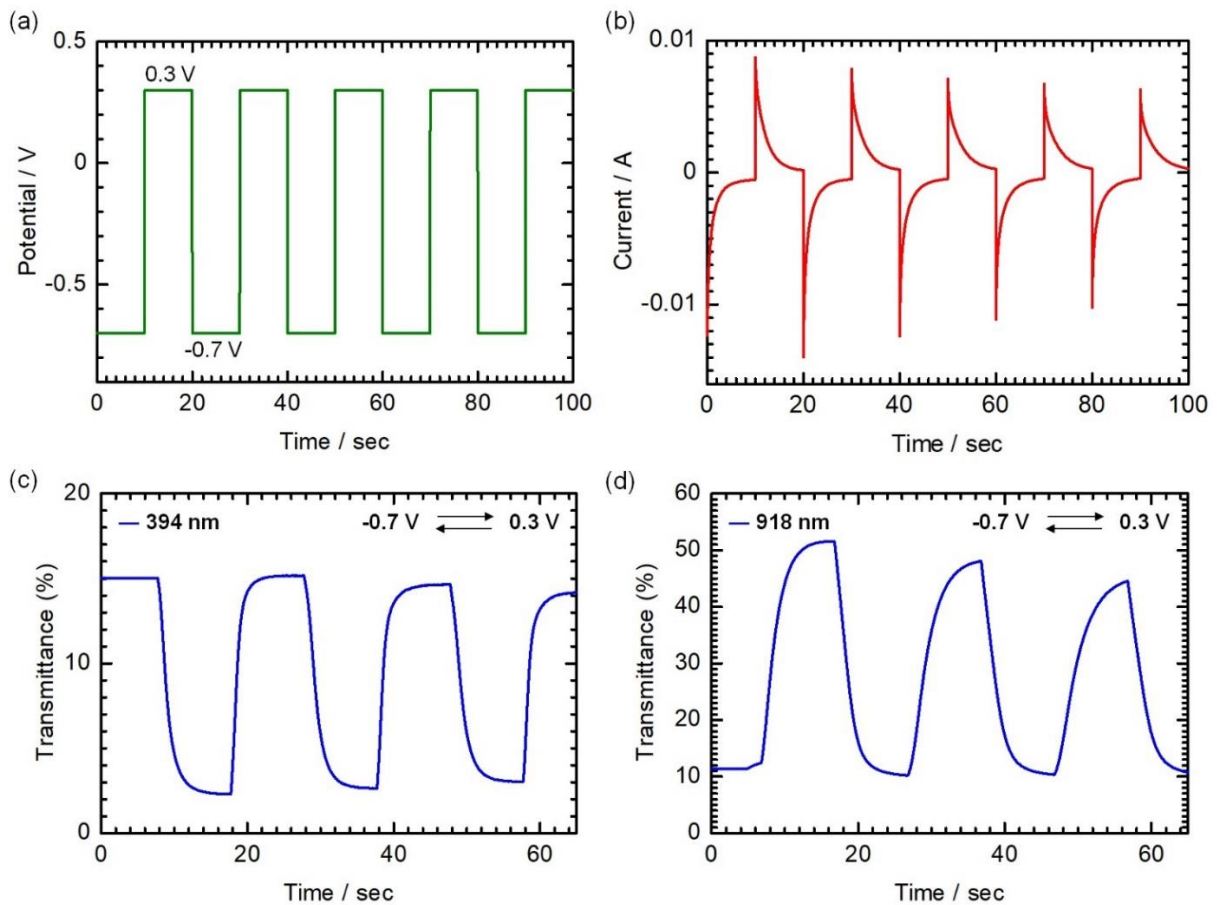 (a)
0.5
0
-0.5
Potential / V
0.3 V
-0.7 V
0 20 40 60 80 100
Time / sec
(b)
0.01
0
-0.01
Current / A
0 20 40 60 80 100
Time / sec
(c)
20
10
0
Transmittance (%)
394 nm
-0.7 V 0.3 V
0 20 40 60
Time / sec
(d)
60
50
40
30
20
10
0
Transmittance (%)
918 nm
-0.7 V 0.3 V
0 20 40 60
Time / sec